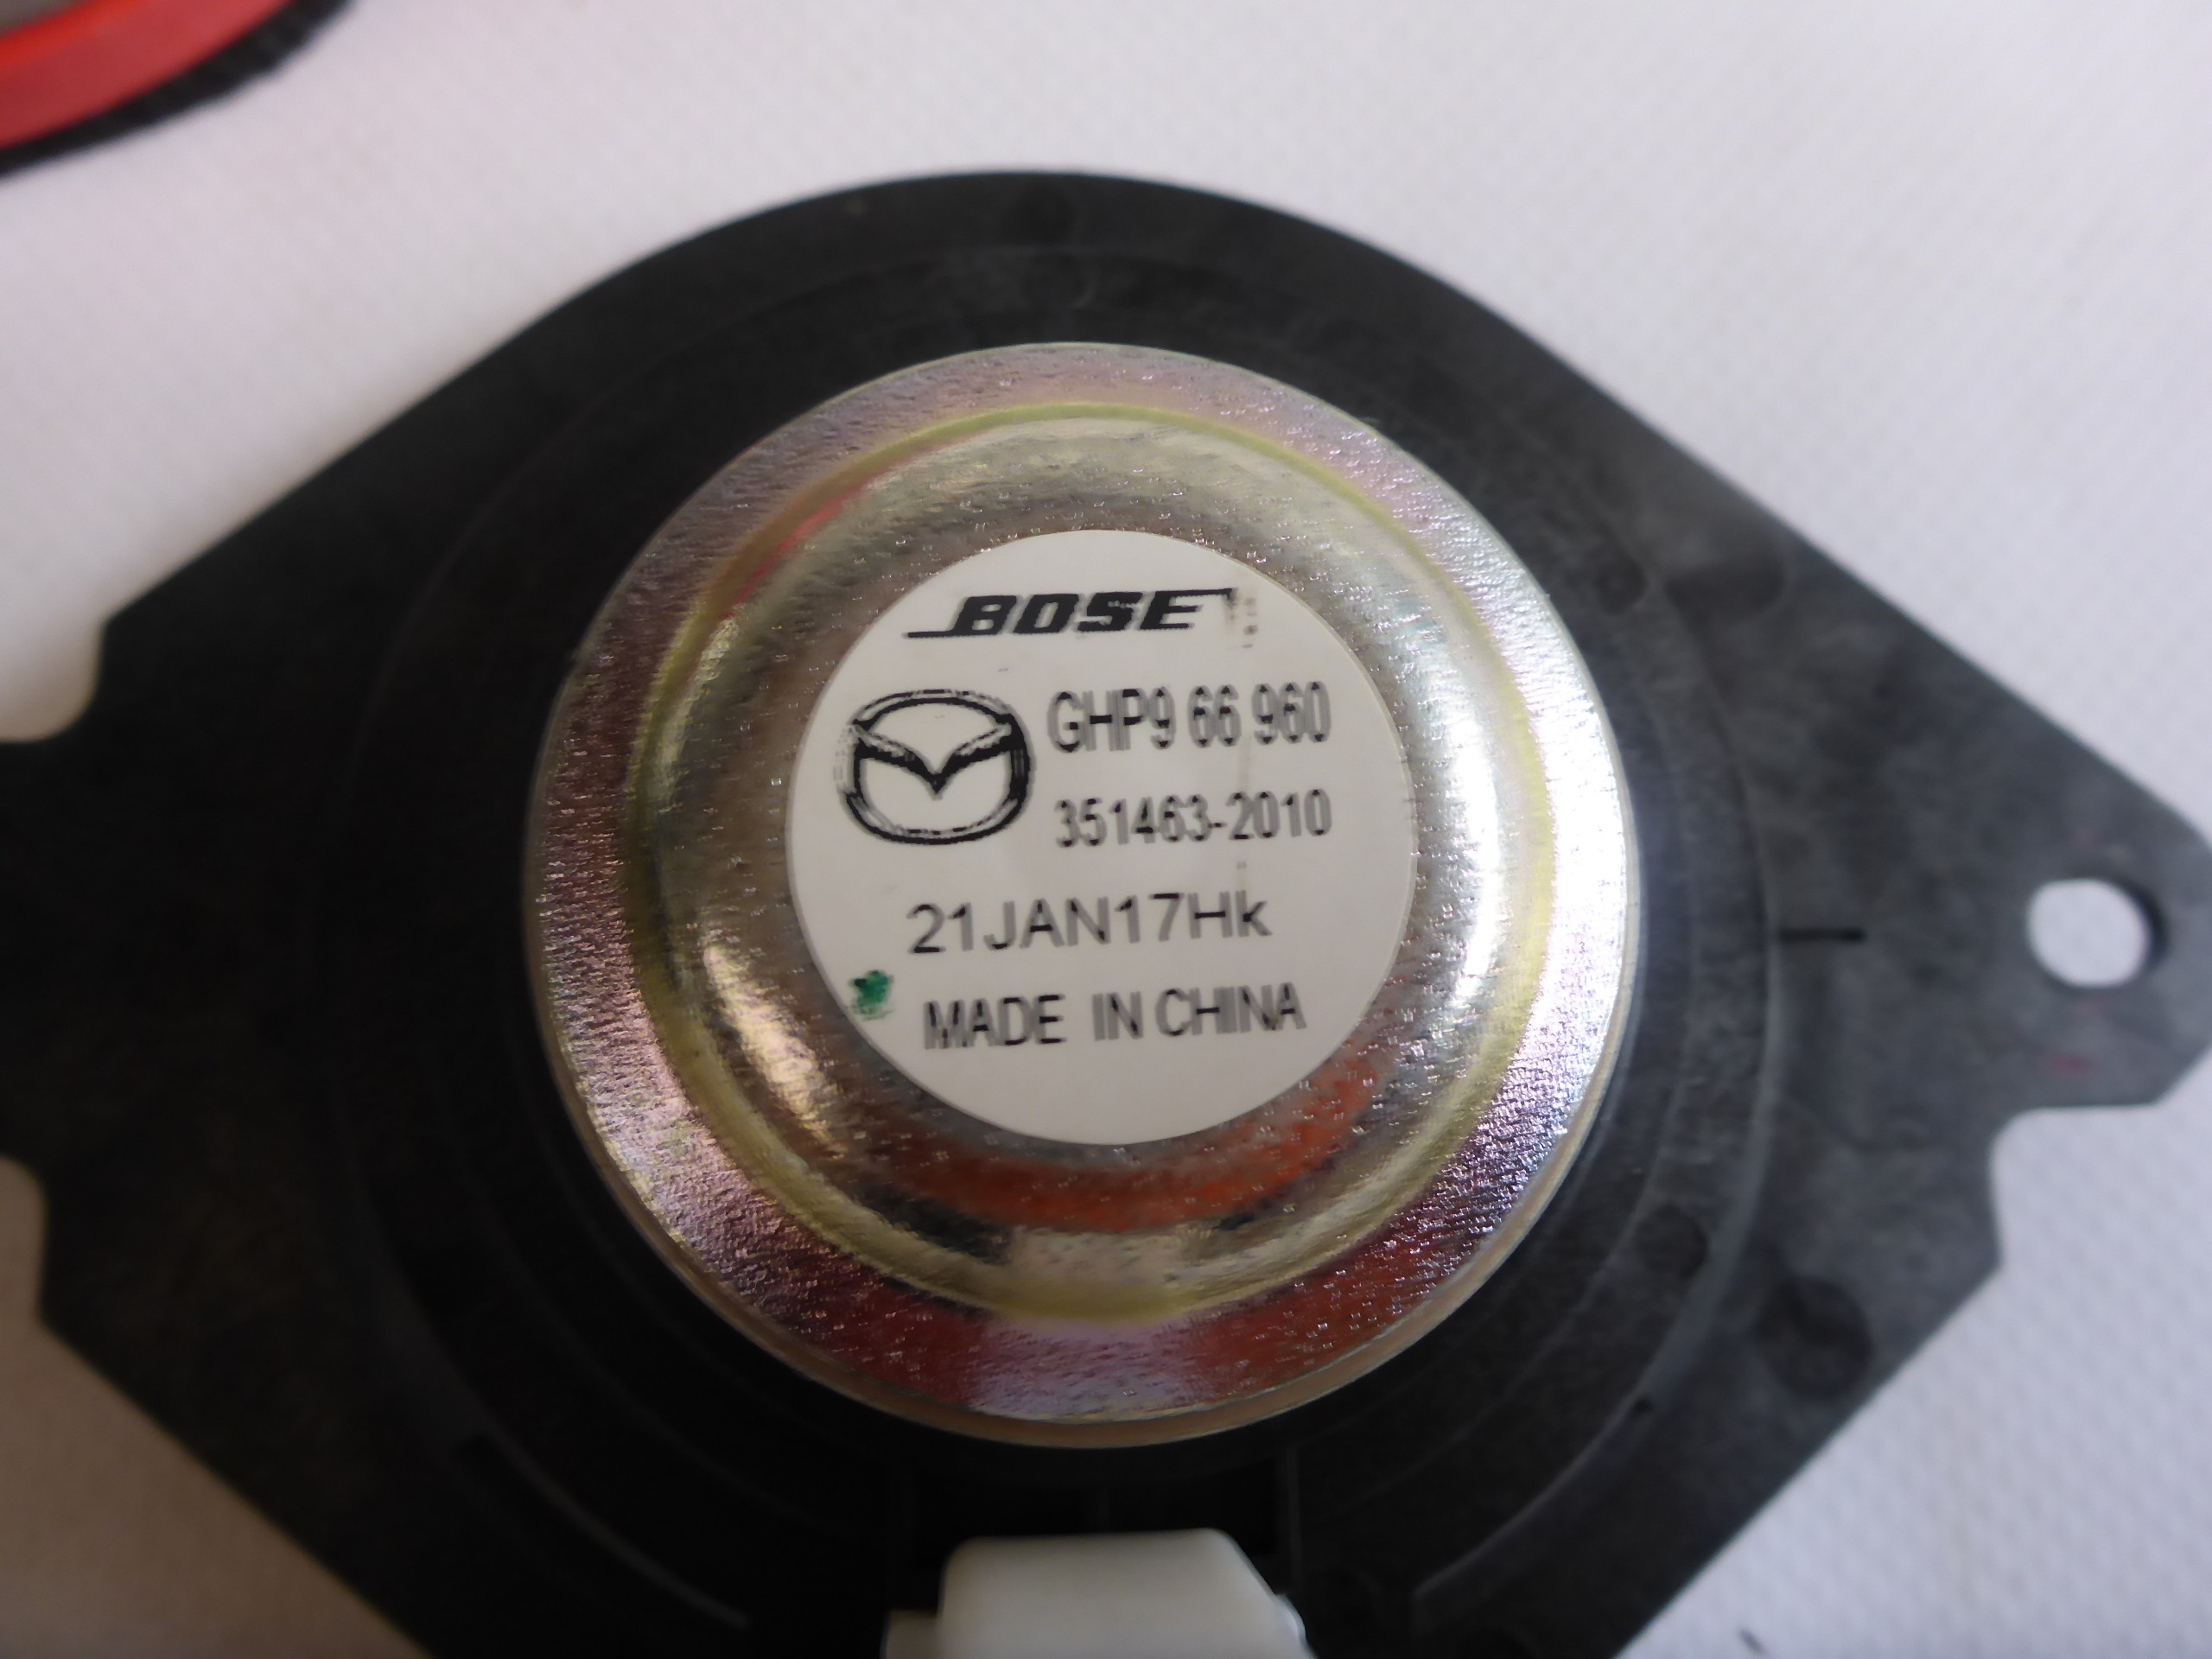 BOSE
GHP9 66 960
351463-2010
21JAN17Hk
MADE IN CHINA